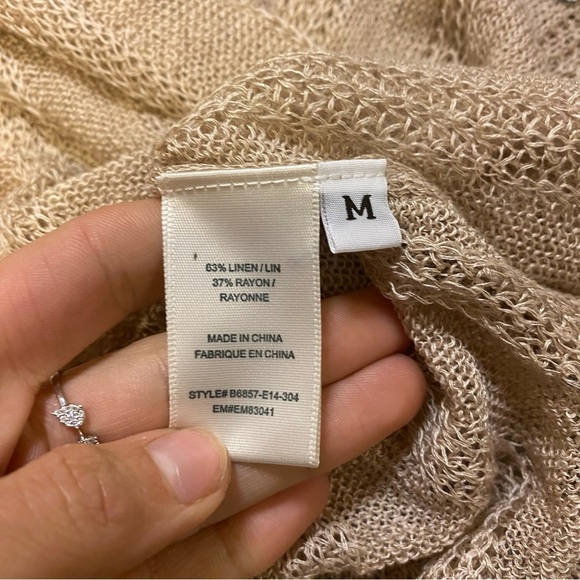 M
63% LINEN / LIN
37% RAYON /
RAYONNE
MADE IN CHINA
FABRIQUE EN CHINA
STYLE# B6857-E14-304
EM#EM83041